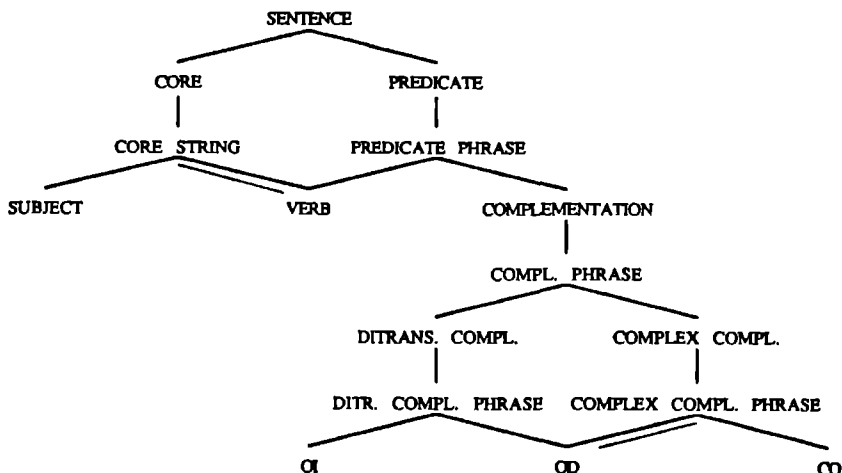 SENTENCE
CORE PREDICATE
CORE STRING PREDICATE PHRASE
SUBJECT VERB COMPLEMENTATION
COMPL. PHRASE
DITRANS. COMPL. COMPLEX COMPL.
DITR. COMPL. PHRASE COMPLEX COMPL. PHRASE
OI OD CO